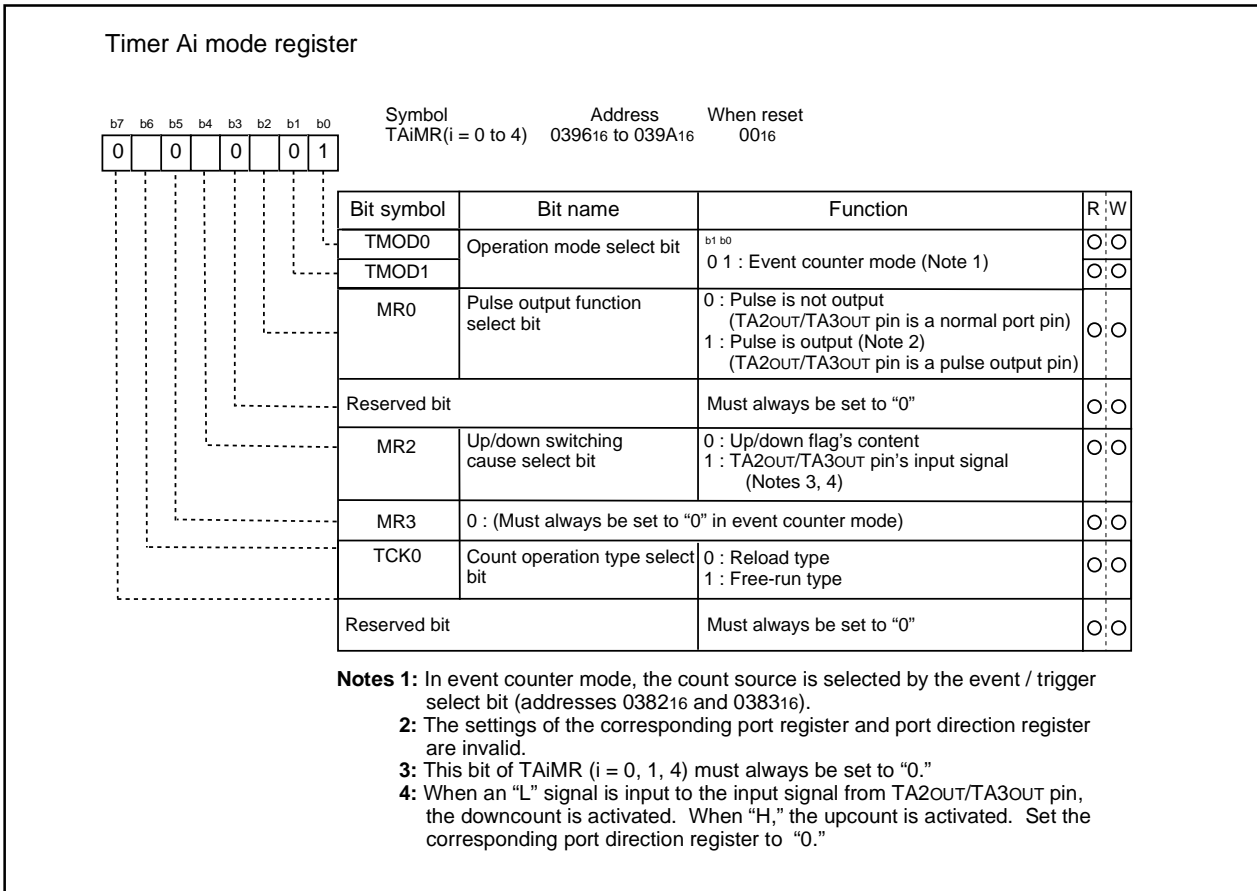 Timer Ai mode register
Symbol Address When reset
TAiMR(i = 0 to 4) 039616 to 039A16 0016
b7 b6 b5 b4 b3 b2 b1 b0
0 0 0 0 1
Bit symbol Bit name Function R W
TMOD0 Operation mode select bit b1 b0
TMOD1 0 1 : Event counter mode (Note 1)
MR0 Pulse output function select bit 0 : Pulse is not output
(TA2OUT/TA3OUT pin is a normal port pin)
1 : Pulse is output (Note 2)
(TA2OUT/TA3OUT pin is a pulse output pin)
Reserved bit Must always be set to “0”
MR2 Up/down switching cause select bit 0 : Up/down flag’s content
1 : TA2OUT/TA3OUT pin’s input signal
(Notes 3, 4)
MR3 0 : (Must always be set to “0” in event counter mode)
TCK0 Count operation type select bit 0 : Reload type
1 : Free-run type
Reserved bit Must always be set to “0”
Notes 1: In event counter mode, the count source is selected by the event / trigger
select bit (addresses 038216 and 038316).
2: The settings of the corresponding port register and port direction register
are invalid.
3: This bit of TAiMR (i = 0, 1, 4) must always be set to “0.”
4: When an “L” signal is input to the input signal from TA2OUT/TA3OUT pin,
the downcount is activated. When “H,” the upcount is activated. Set the
corresponding port direction register to “0.”